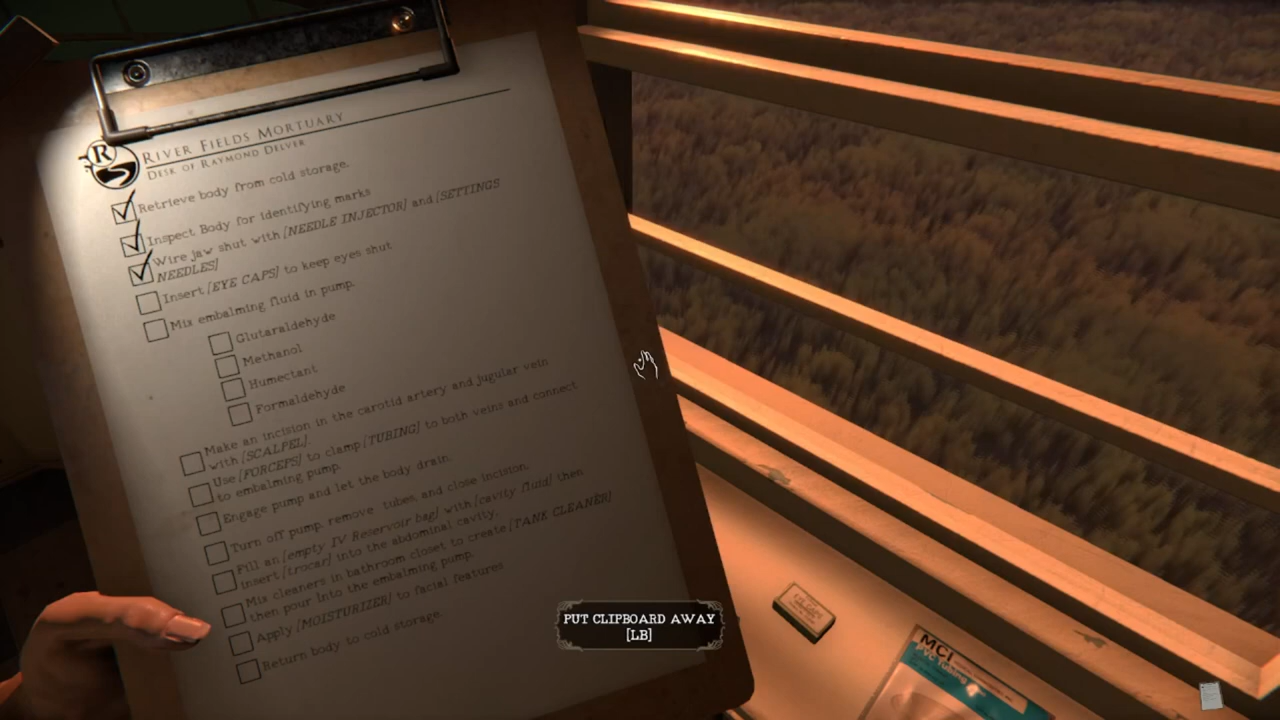 RIVER FIELDS MORTUARY
DESK OF RAYMOND DELVER
Retrieve body from cold storage.
Inspect Body for identifying marks
Wire jaw shut with [NEEDLE INJECTOR] and [SETTINGS
NEEDLES]
Insert [EYE CAPS] to keep eyes shut
Mix embalming fluid in pump.
Glutaraldehyde
Methanol
Humectant
Formaldehyde
Make an incision in the carotid artery and jugular vein
with [SCALPEL].
Use [FORCEPS] to clamp [TUBING] to both veins and connect
to embalming pump.
Engage pump and let the body drain.
Turn off pump, remove tubes, and close incision.
Fill an [empty IV Reservour bag] with [cavity fluid] then
insert [trocar] into the abdominal cavity.
Mix cleaners in bathroom closet to create [TANK CLEANER]
then pour into the embalming pump.
Apply [MOISTURIZER] to facial features
Return body to cold storage.
PUT CLIPBOARD AWAY
[LB]
MCI
PVC Tubing